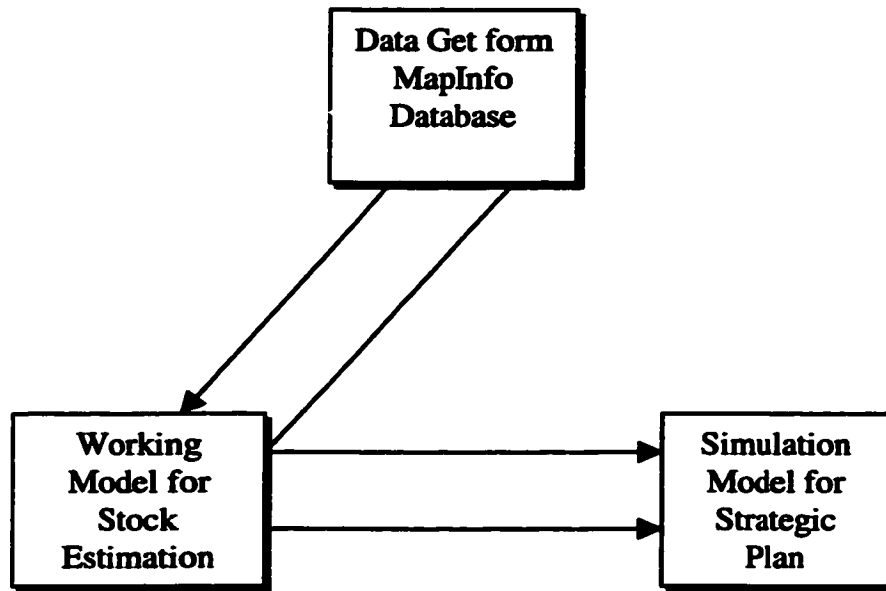 Data Get form
MapInfo
Database
Working
Model for
Stock
Estimation
Simulation
Model for
Strategic
Plan